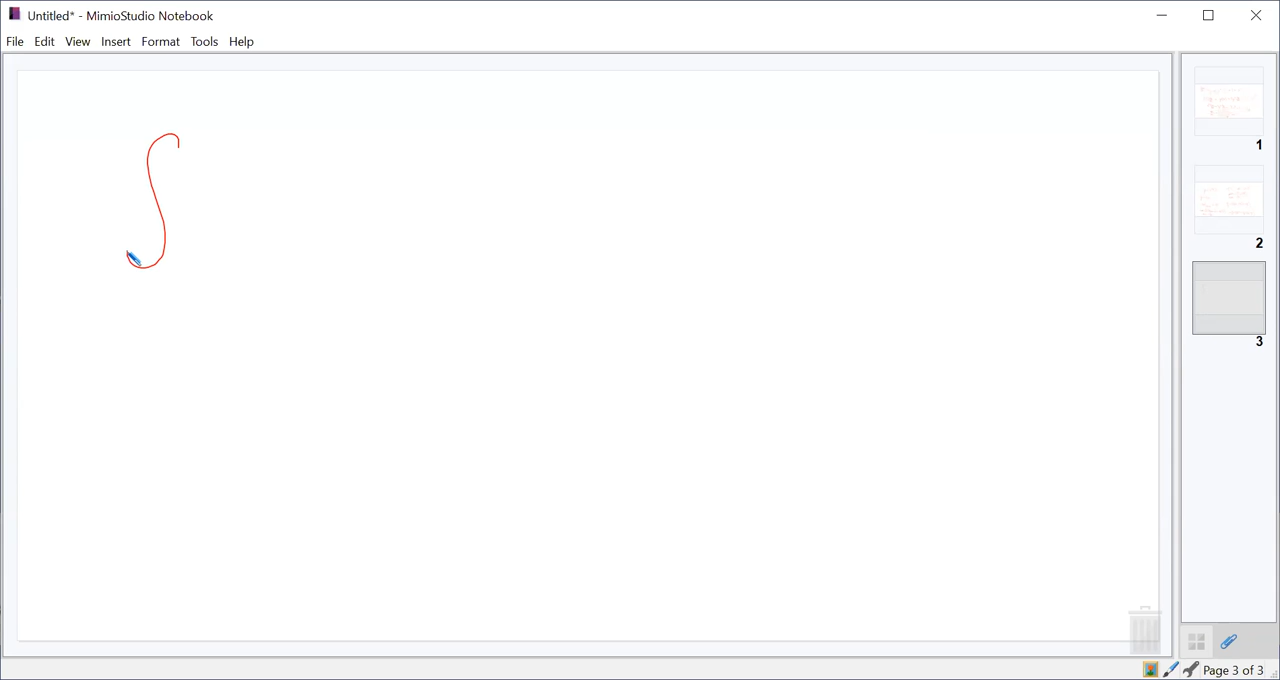 Untitled* - MimioStudio Notebook
File Edit View Insert Format Tools Help
∫
1
2
3
Page 3 of 3